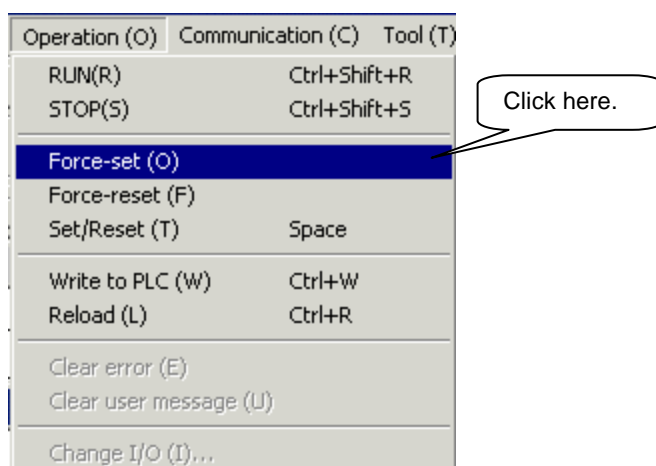 Operation (O) Communication (C) Tool (T)
RUN(R) Ctrl+Shift+R
STOP(S) Ctrl+Shift+S
Click here.
Force-set (O)
Force-reset (F)
Set/Reset (T) Space
Write to PLC (W) Ctrl+W
Reload (L) Ctrl+R
Clear error (E)
Clear user message (U)
Change I/O (I)...